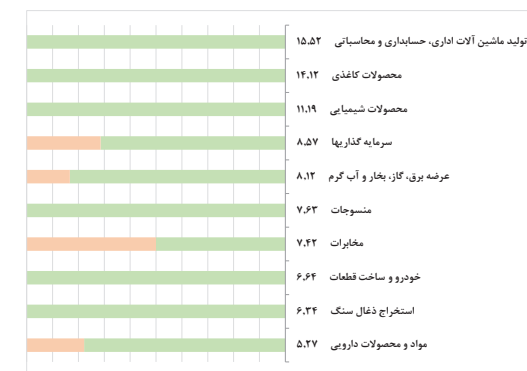 تولید ماشین آلات اداری، حسابداری و محاسباتی ۱۵،۵۲
محصولات کاغذی ۱۴،۱۲
محصولات شیمیایی ۱۱،۱۹
سرمایه گذاریها ۸،۵۷
عرضه برق، گاز، بخار و آب گرم ۸،۱۲
منسوجات ۷،۶۳
مخابرات ۷،۴۲
خودرو و ساخت قطعات ۶،۶۴
استخراج ذغال سنگ ۶،۳۴
مواد و محصولات دارویی ۵،۲۷